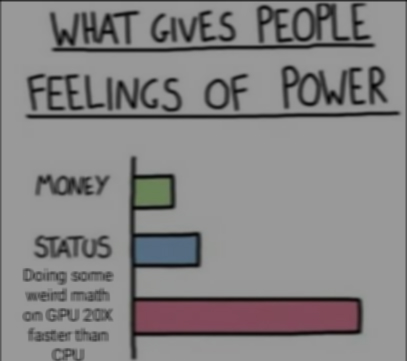 WHAT GIVES PEOPLE
FEELINGS OF POWER
MONEY
STATUS
Doing some
weird math
on GPU 20X
faster than
CPU